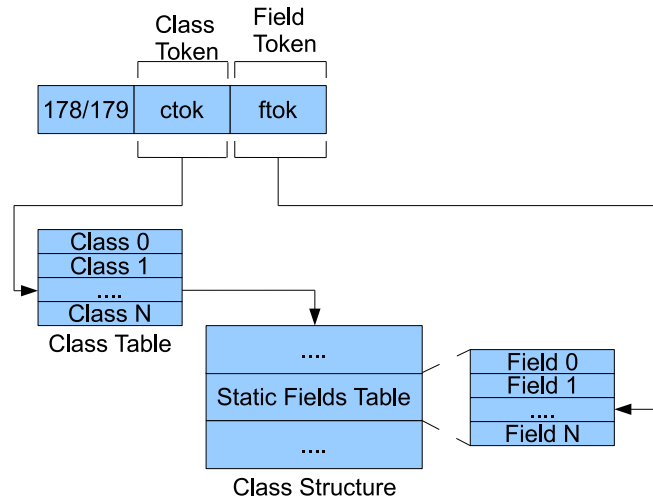 Class Token
Field Token
178/179
ctok
ftok
Class 0
Class 1
....
Class N
Class Table
....
Static Fields Table
....
Class Structure
Field 0
Field 1
....
Field N